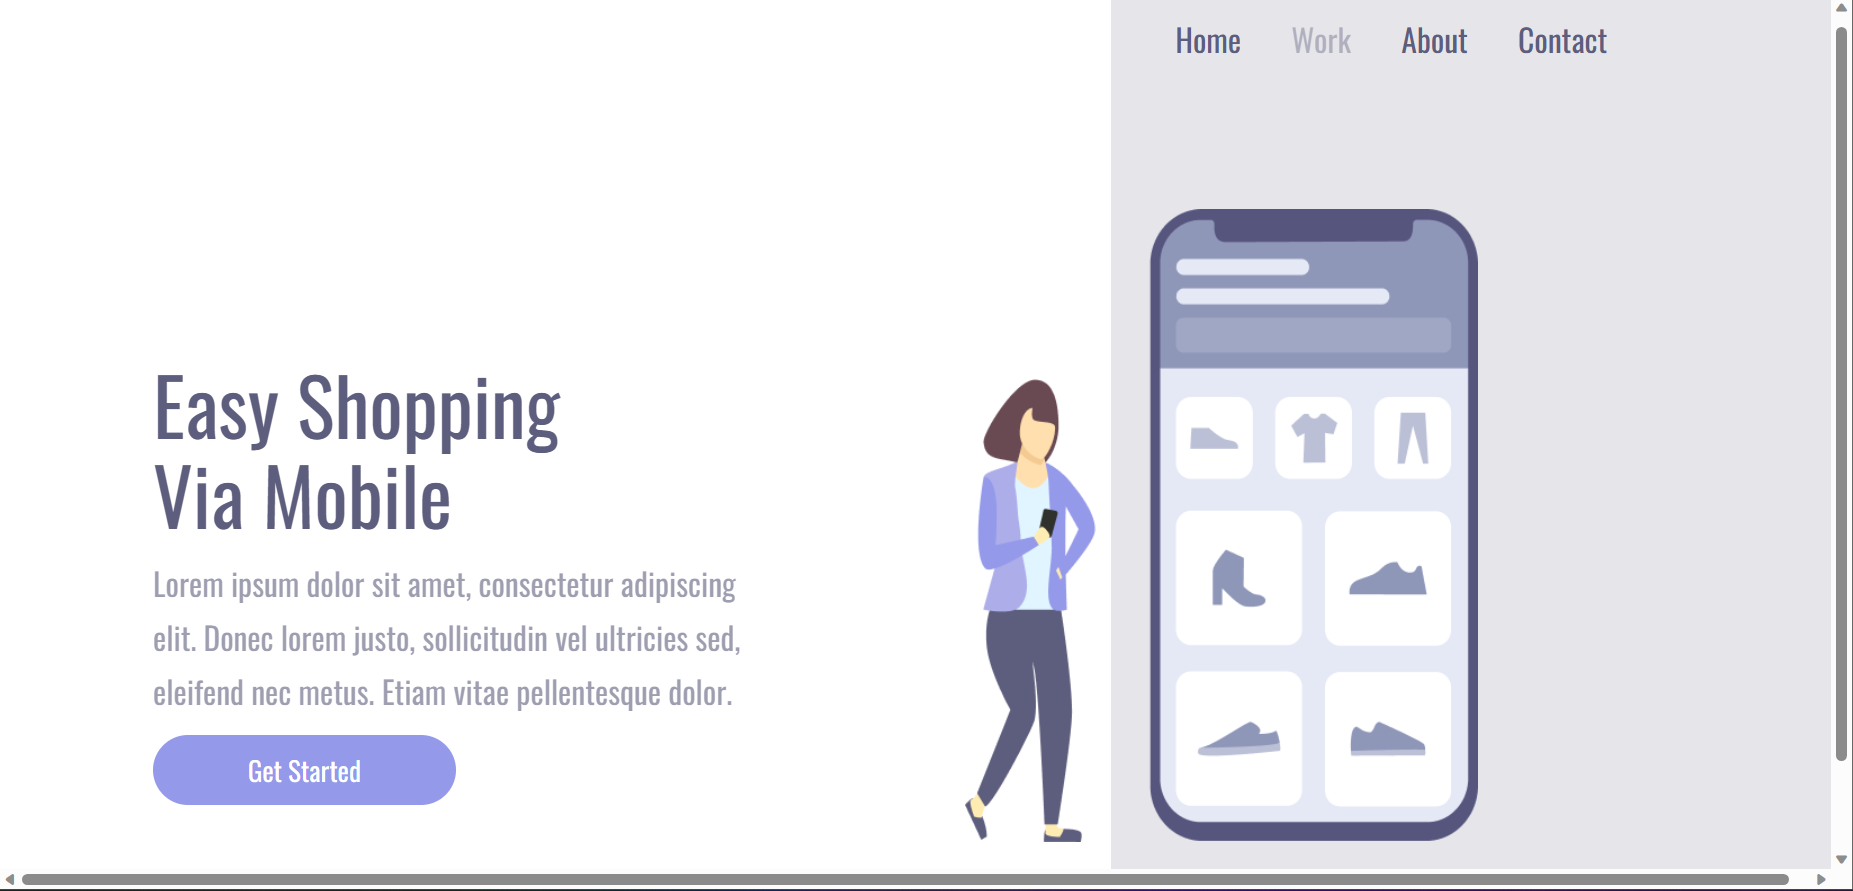 Home Work About Contact
Easy Shopping
Via Mobile
Lorem ipsum dolor sit amet, consectetur adipiscing
elit. Donec lorem justo, sollicitudin vel ultricies sed,
eleifend nec metus. Etiam vitae pellentesque dolor.
Get Started